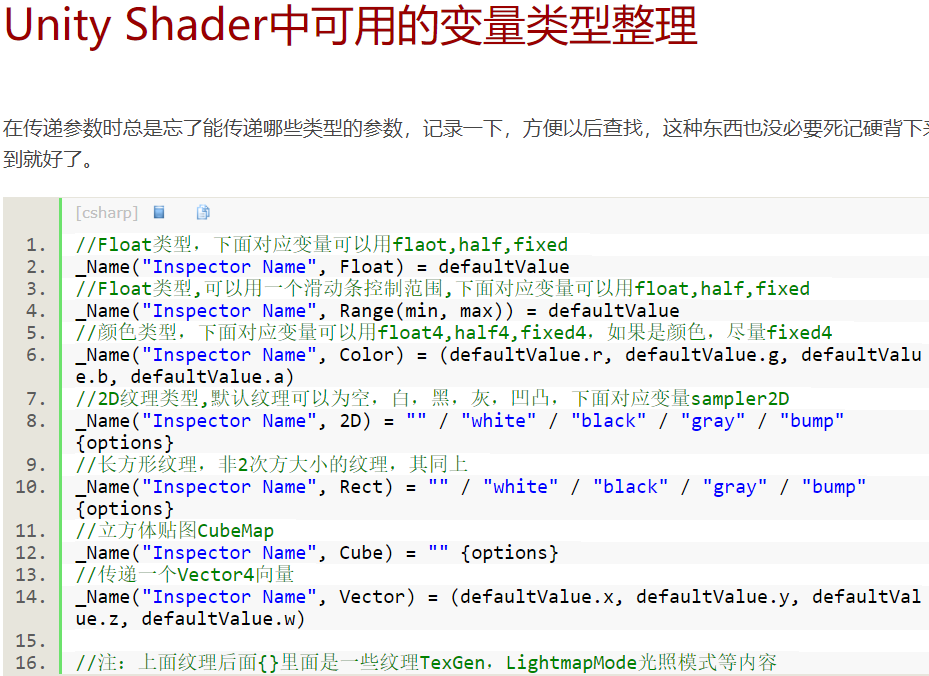 Unity Shader中可用的变量类型整理
在传递参数时总是忘了能传递哪些类型的参数，记录一下，方便以后查找，这种东西也没必要死记硬背下
到就好了。
[csharp]
1. //Float类型，下面对应变量可以用flaot,half,fixed
2. _Name("Inspector Name", Float) = defaultValue
3. //Float类型,可以用一个滑动条控制范围,下面对应变量可以用float,half,fixed
4. _Name("Inspector Name", Range(min, max)) = defaultValue
5. //颜色类型，下面对应变量可以用float4,half4,fixed4，如果是颜色，尽量fixed4
6. _Name("Inspector Name", Color) = (defaultValue.r, defaultValue.g, defaultValu
e.b, defaultValue.a)
7. //2D纹理类型,默认纹理可以为空，白，黑，灰，凹凸，下面对应变量sampler2D
8. _Name("Inspector Name", 2D) = "" / "white" / "black" / "gray" / "bump"
{options}
9. //长方形纹理，非2次方大小的纹理，其同上
10. _Name("Inspector Name", Rect) = "" / "white" / "black" / "gray" / "bump"
{options}
11. //立方体贴图CubeMap
12. _Name("Inspector Name", Cube) = "" {options}
13. //传递一个Vector4向量
14. _Name("Inspector Name", Vector) = (defaultValue.x, defaultValue.y, defaultVal
ue.z, defaultValue.w)
15.
16. //注：上面纹理后面{}里面是一些纹理TexGen，LightmapMode光照模式等内容